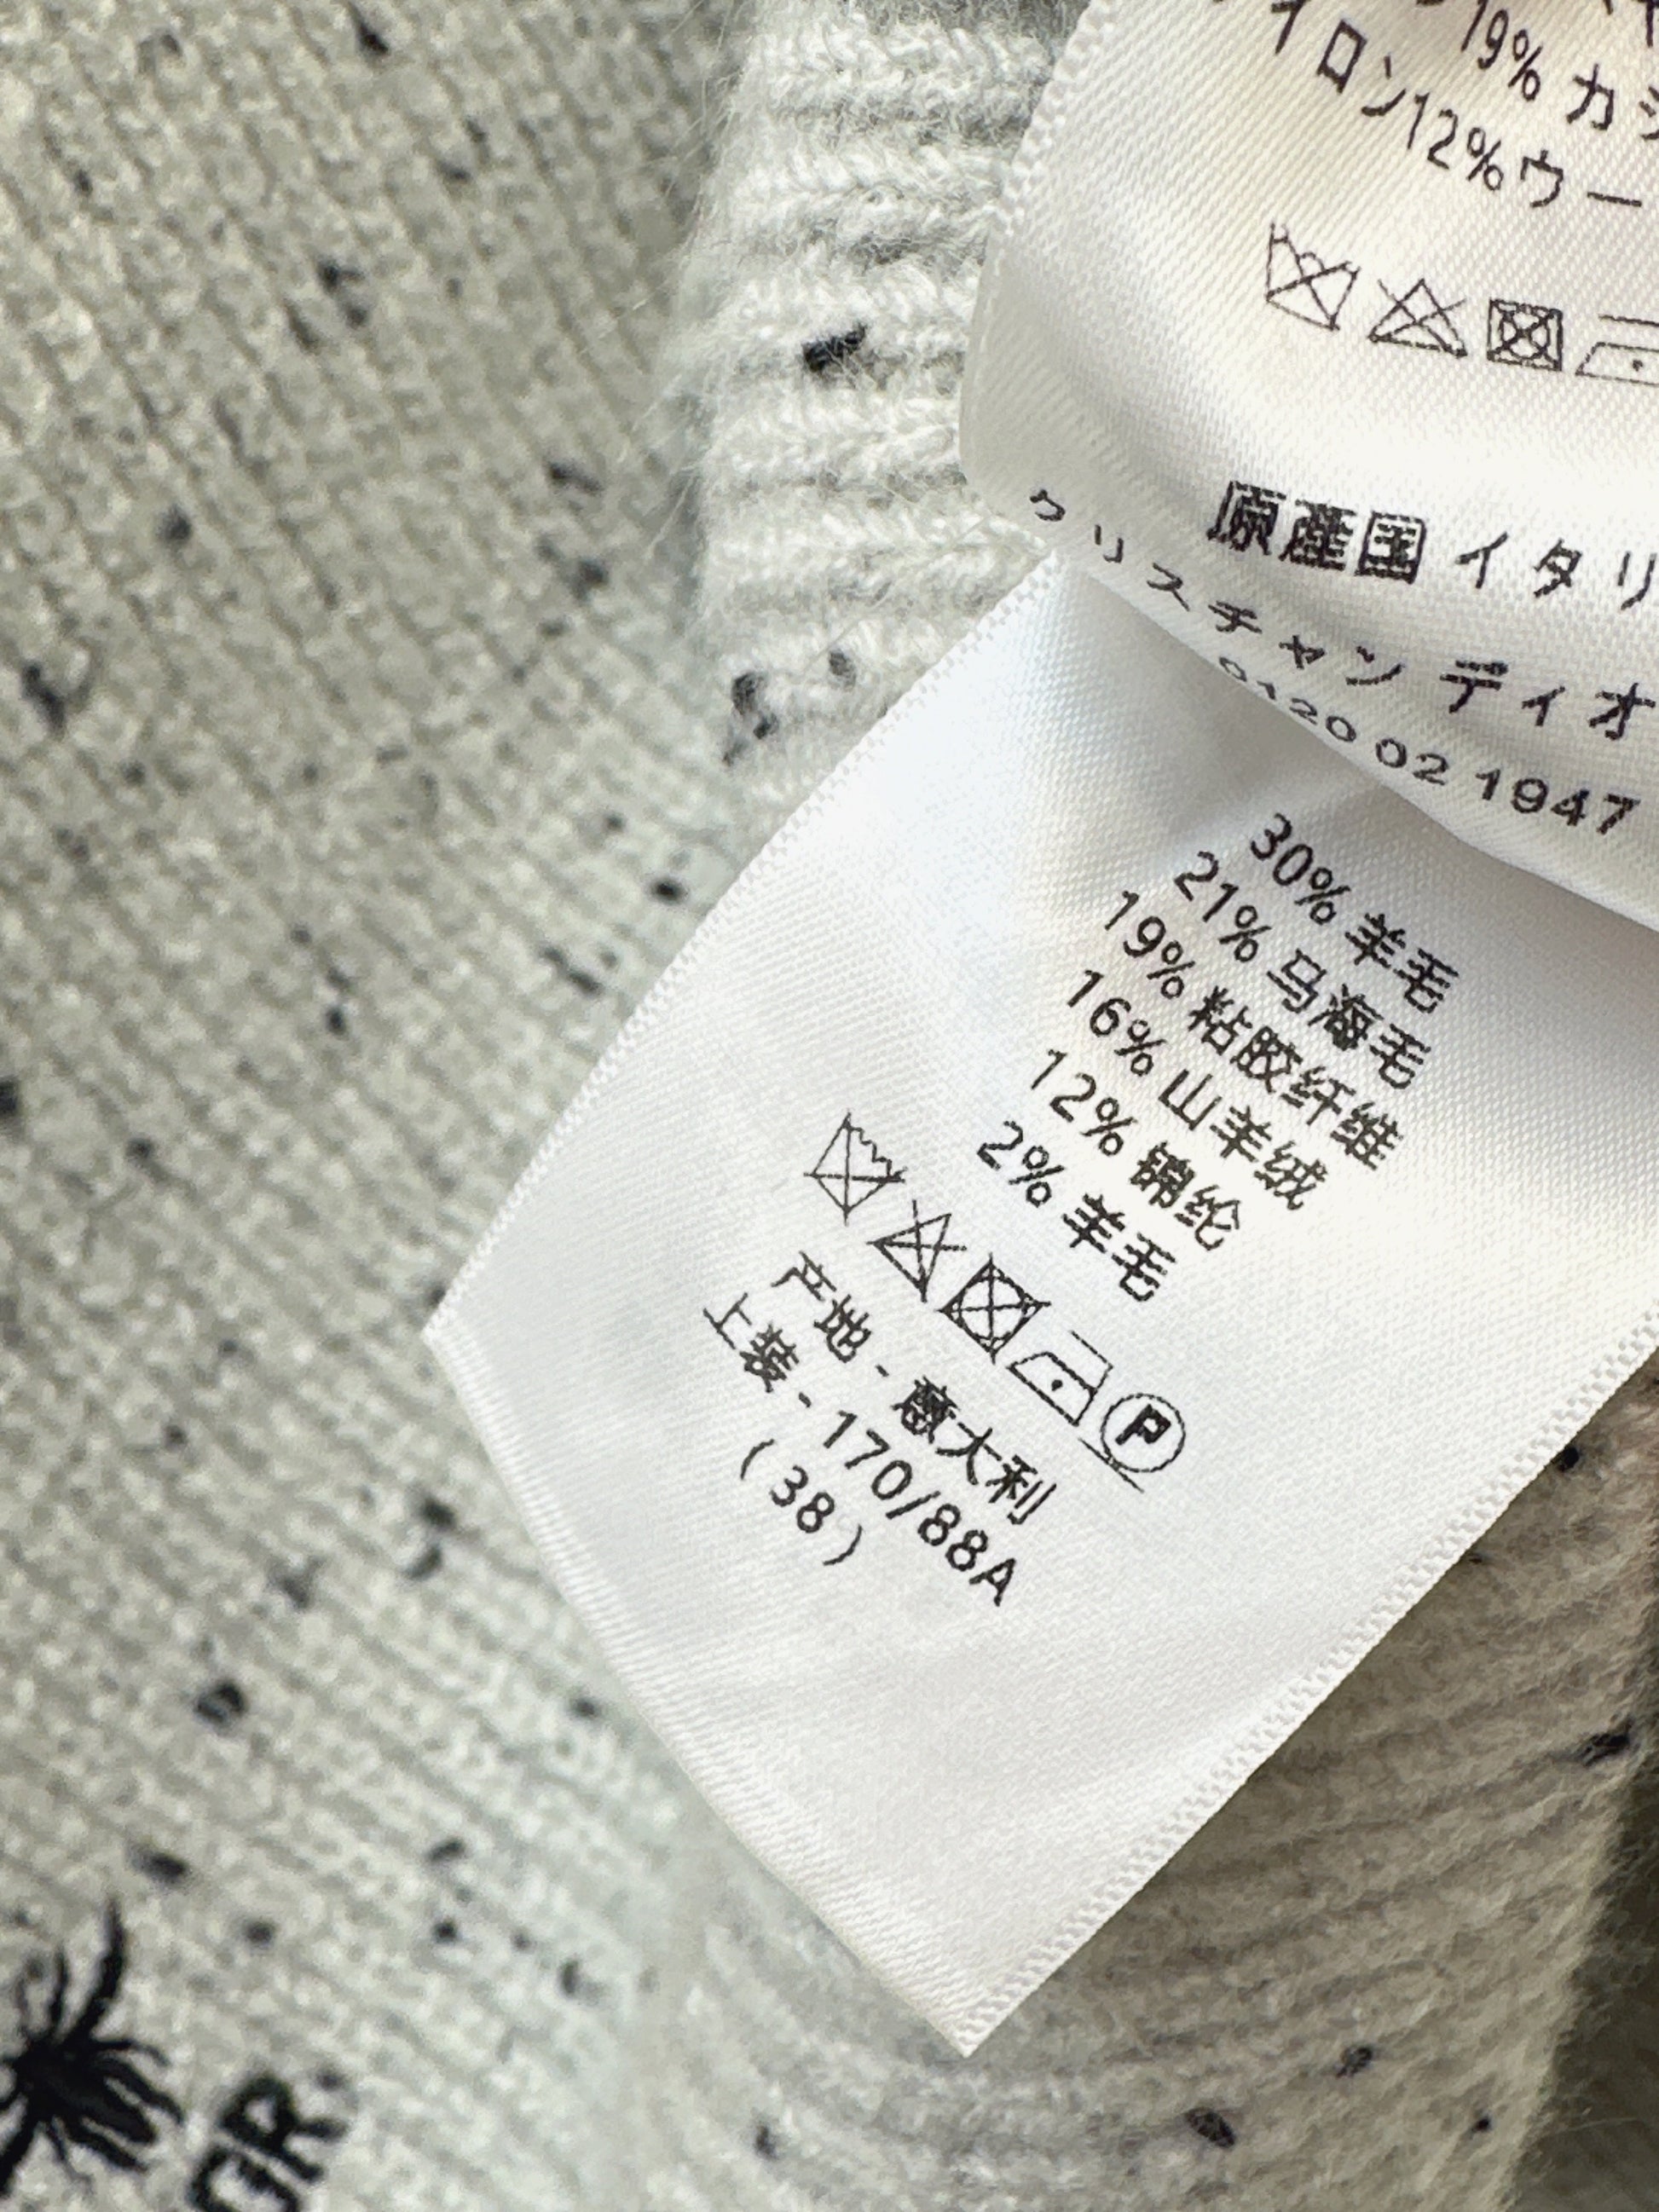 19% カシ
イロン12%ウー
原産国 イタリ
クリスチャン ディオ
0120 02 1947
30% 羊毛
21% 马海毛
19% 粘胶纤维
16% 山羊绒
12% 锦纶
2% 羊毛
P
产地 - 意大利
上装 - 170/88A
(38)
OR